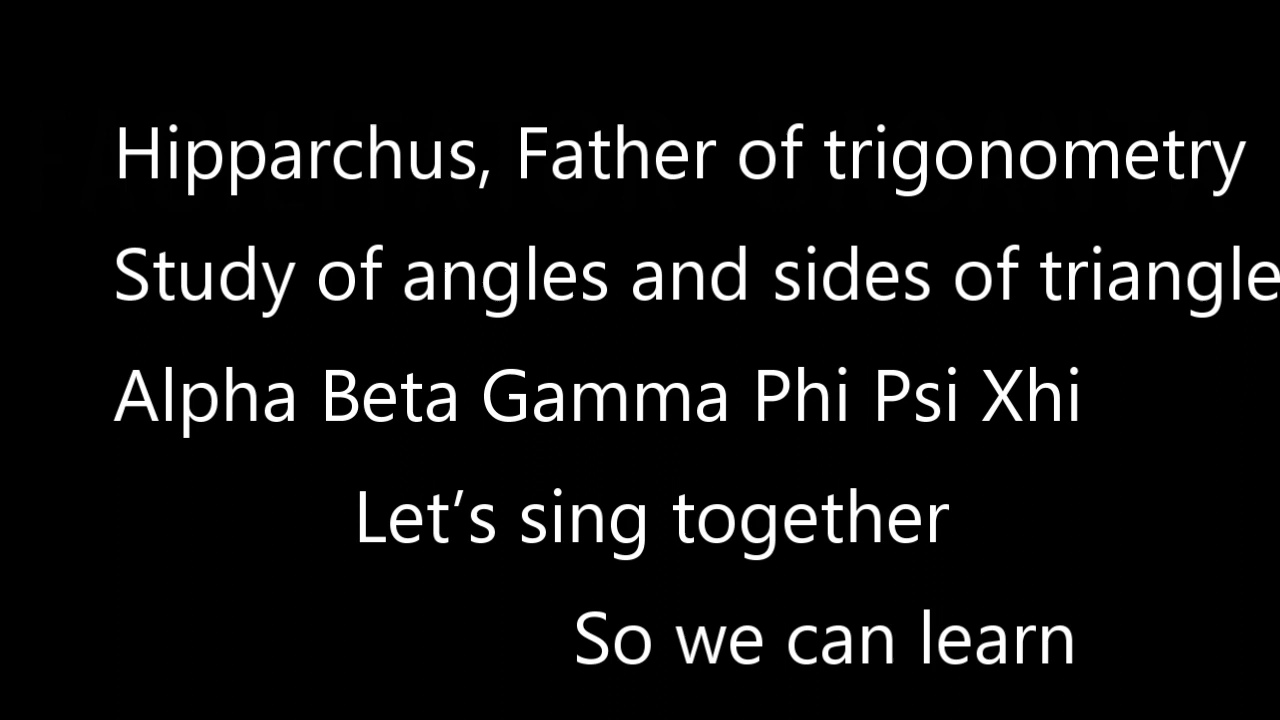 Hipparchus, Father of trigonometry
Study of angles and sides of triangle
Alpha Beta Gamma Phi Psi Xhi
Let’s sing together
So we can learn